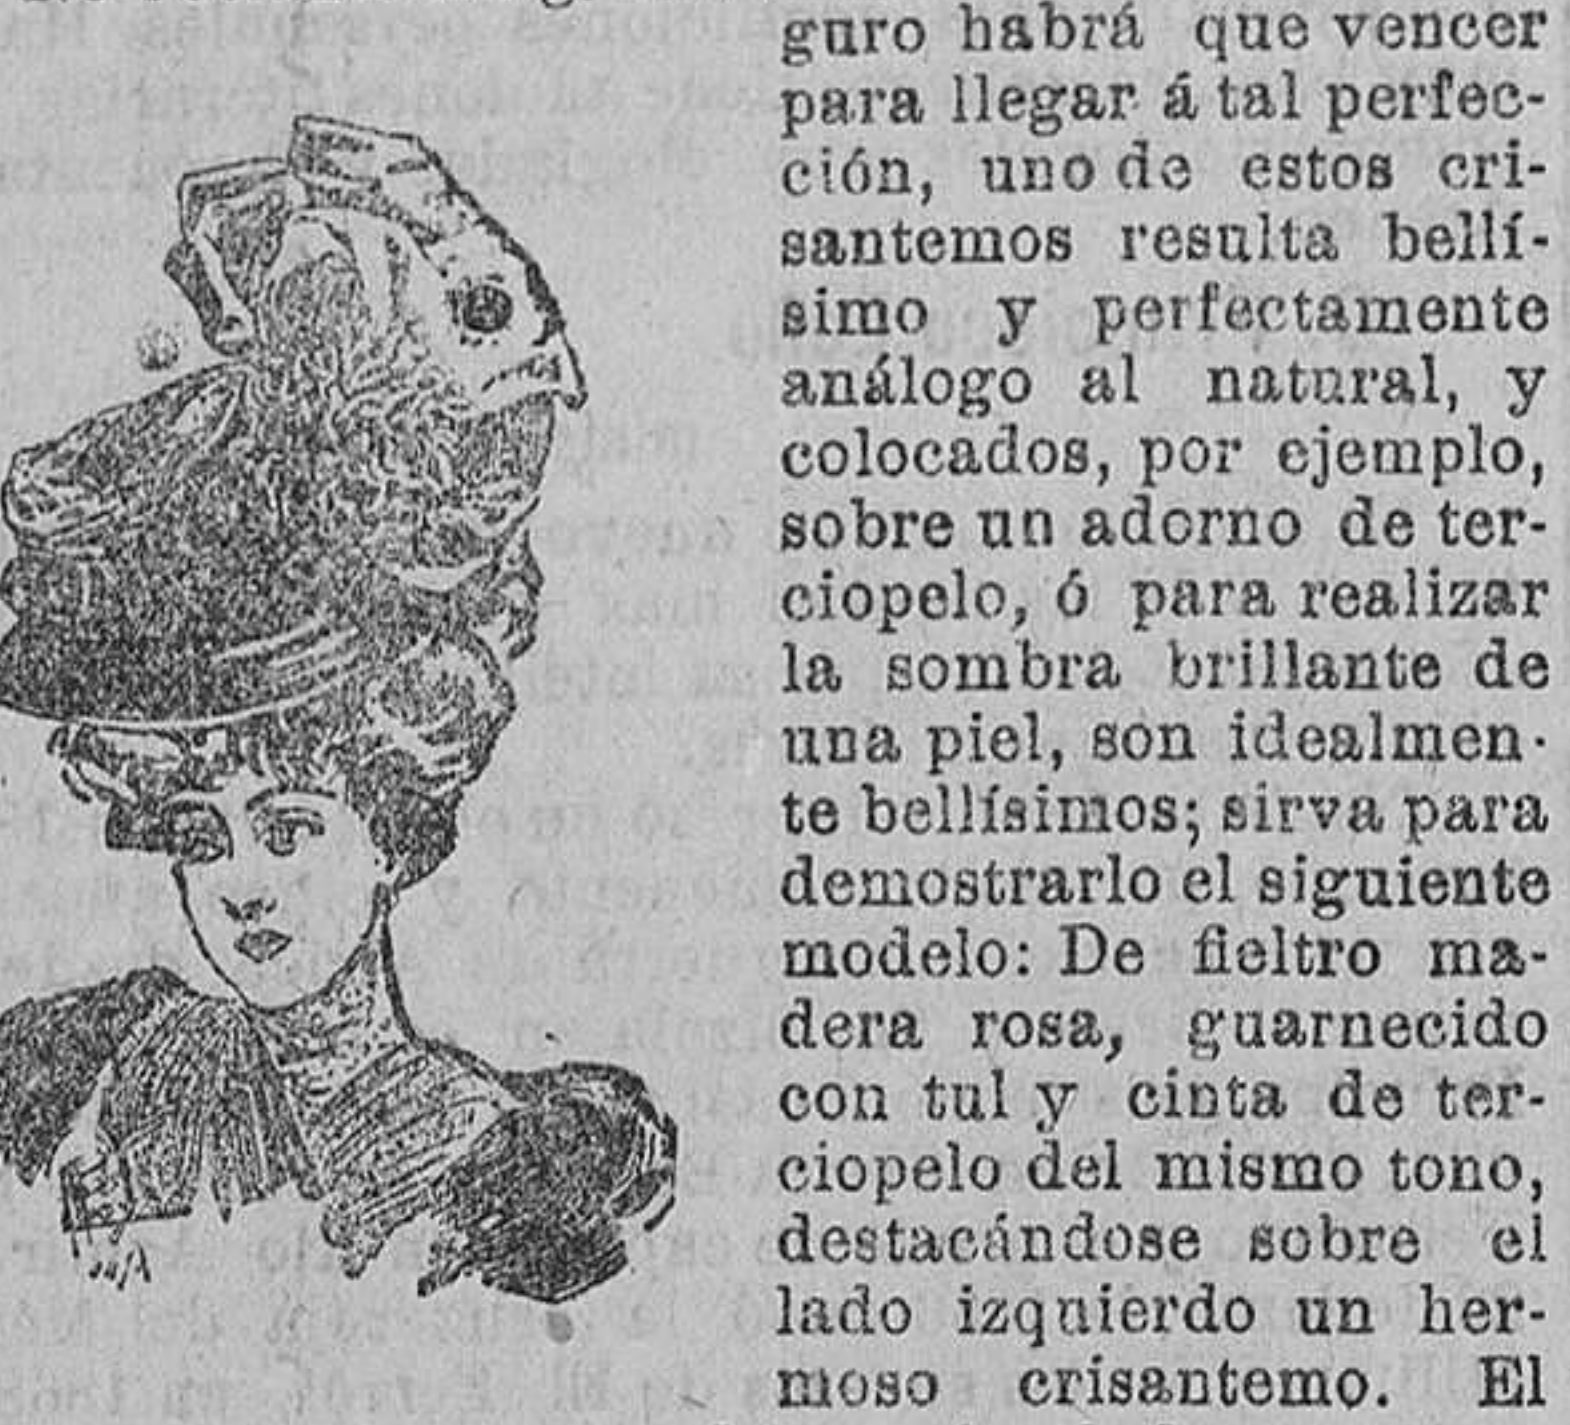 guro habrá que vencer
para llegar á tal perfec-
ción, uno de estos cri-
santemos resulta bellí-
simo y perfectamente
análogo al natural, y
colocados, por ejemplo,
sobre un adorno de ter-
ciopelo, ó para realizar
la sombra brillante de
una piel, son idealmen-
te bellísimos; sirva para
demostrarlo el siguiente
modelo: De fieltro ma-
dera rosa, guarnecido
con tul y cinta de ter-
ciopelo del mismo tono,
destacándose sobre el
lado izquierdo un her-
moso crisantemo. El